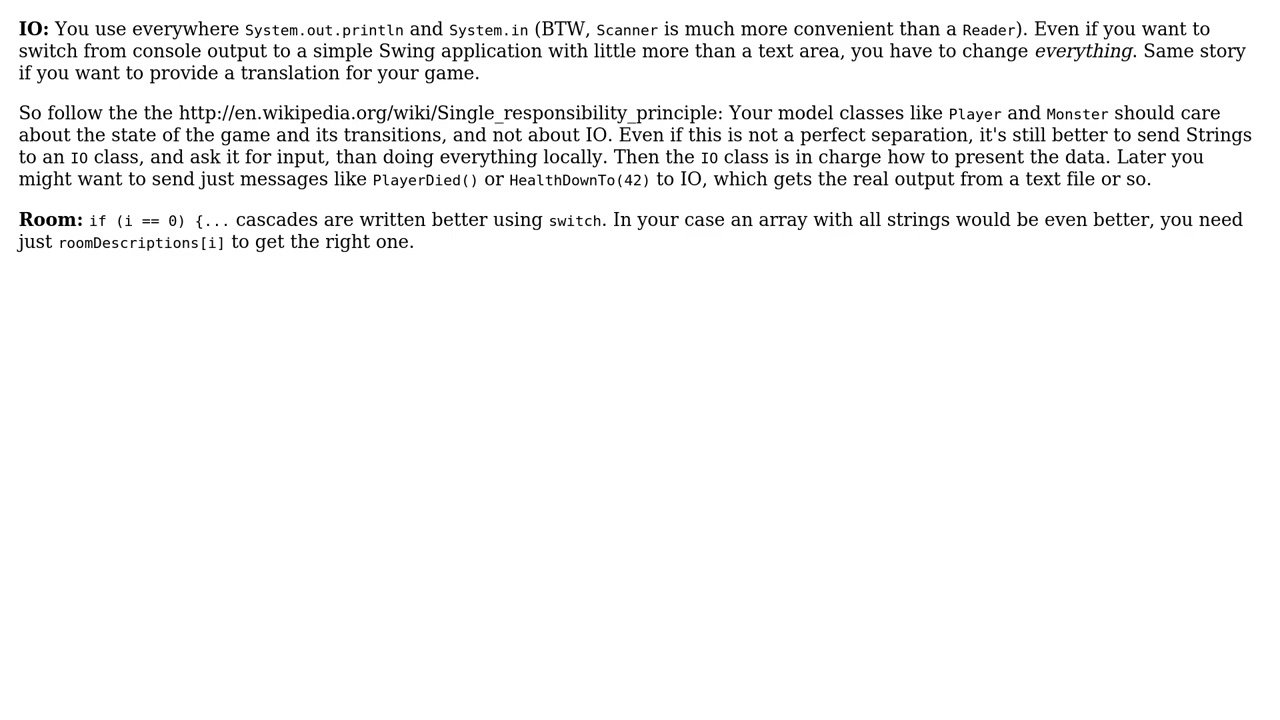 IO: You use everywhere System.out.println and System.in (BTW, Scanner is much more convenient than a Reader). Even if you want to
switch from console output to a simple Swing application with little more than a text area, you have to change everything. Same story
if you want to provide a translation for your game.
So follow the the http://en.wikipedia.org/wiki/Single_responsibility_principle: Your model classes like Player and Monster should care
about the state of the game and its transitions, and not about IO. Even if this is not a perfect separation, it's still better to send Strings
to an IO class, and ask it for input, than doing everything locally. Then the IO class is in charge how to present the data. Later you
might want to send just messages like PlayerDied() or HealthDownTo(42) to IO, which gets the real output from a text file or so.
Room: if (i == 0) {... cascades are written better using switch. In your case an array with all strings would be even better, you need
just roomDescriptions[i] to get the right one.